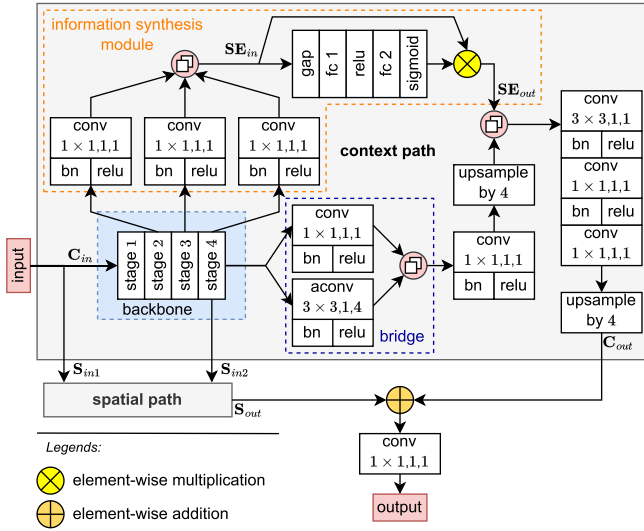 information synthesis
module
SE_in
gap
fc 1
relu
fc 2
sigmoid
SE_out
conv
1 × 1,1,1
bn
relu
conv
1 × 1,1,1
bn
relu
conv
1 × 1,1,1
bn
relu
context path
conv
3 × 3,1,1
bn
relu
conv
1 × 1,1,1
bn
relu
conv
1 × 1,1,1
upsample
by 4
input
C_in
stage 1
stage 2
stage 3
stage 4
backbone
conv
1 × 1,1,1
bn
relu
aconv
3 × 3,1,4
bn
relu
bridge
conv
1 × 1,1,1
bn
relu
upsample
by 4
C_out
S_in1
S_in2
spatial path
S_out
conv
1 × 1,1,1
output
Legends:
element-wise multiplication
element-wise addition